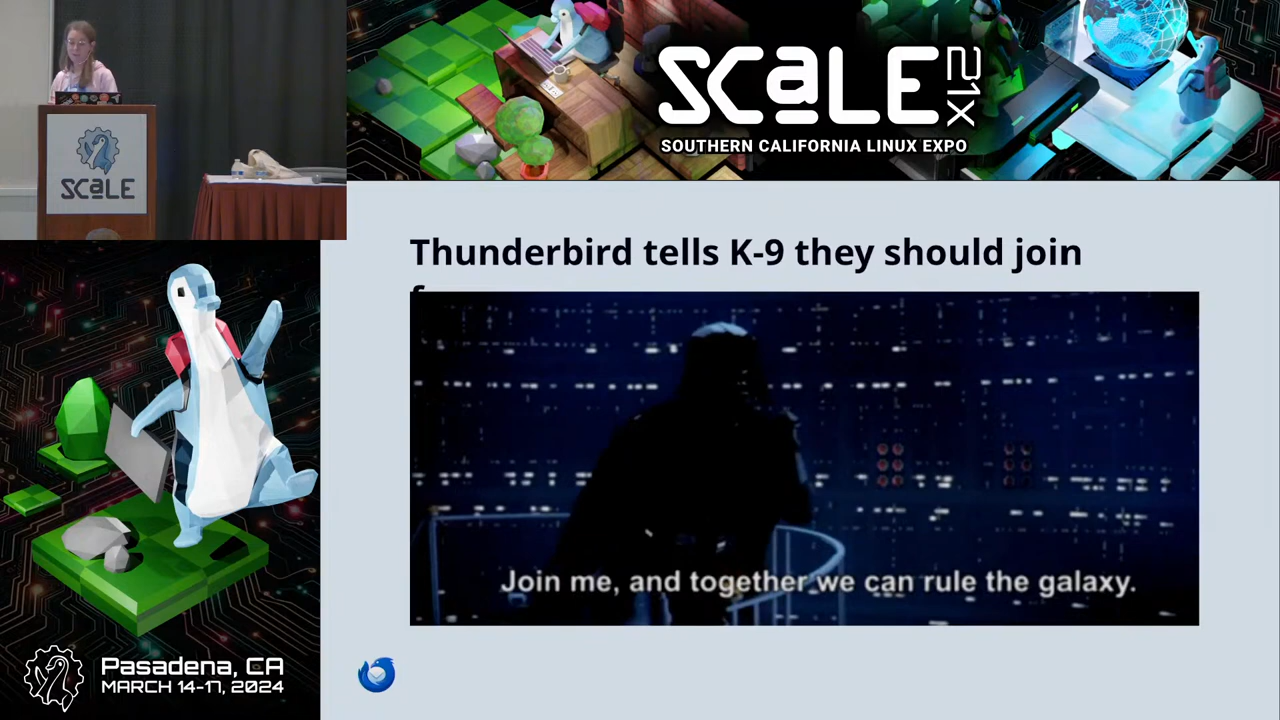 SCaLE 21x
SOUTHERN CALIFORNIA LINUX EXPO
SCaLE
Thunderbird tells K-9 they should join
Join me, and together we can rule the galaxy.
Pasadena, CA
MARCH 14-17, 2024